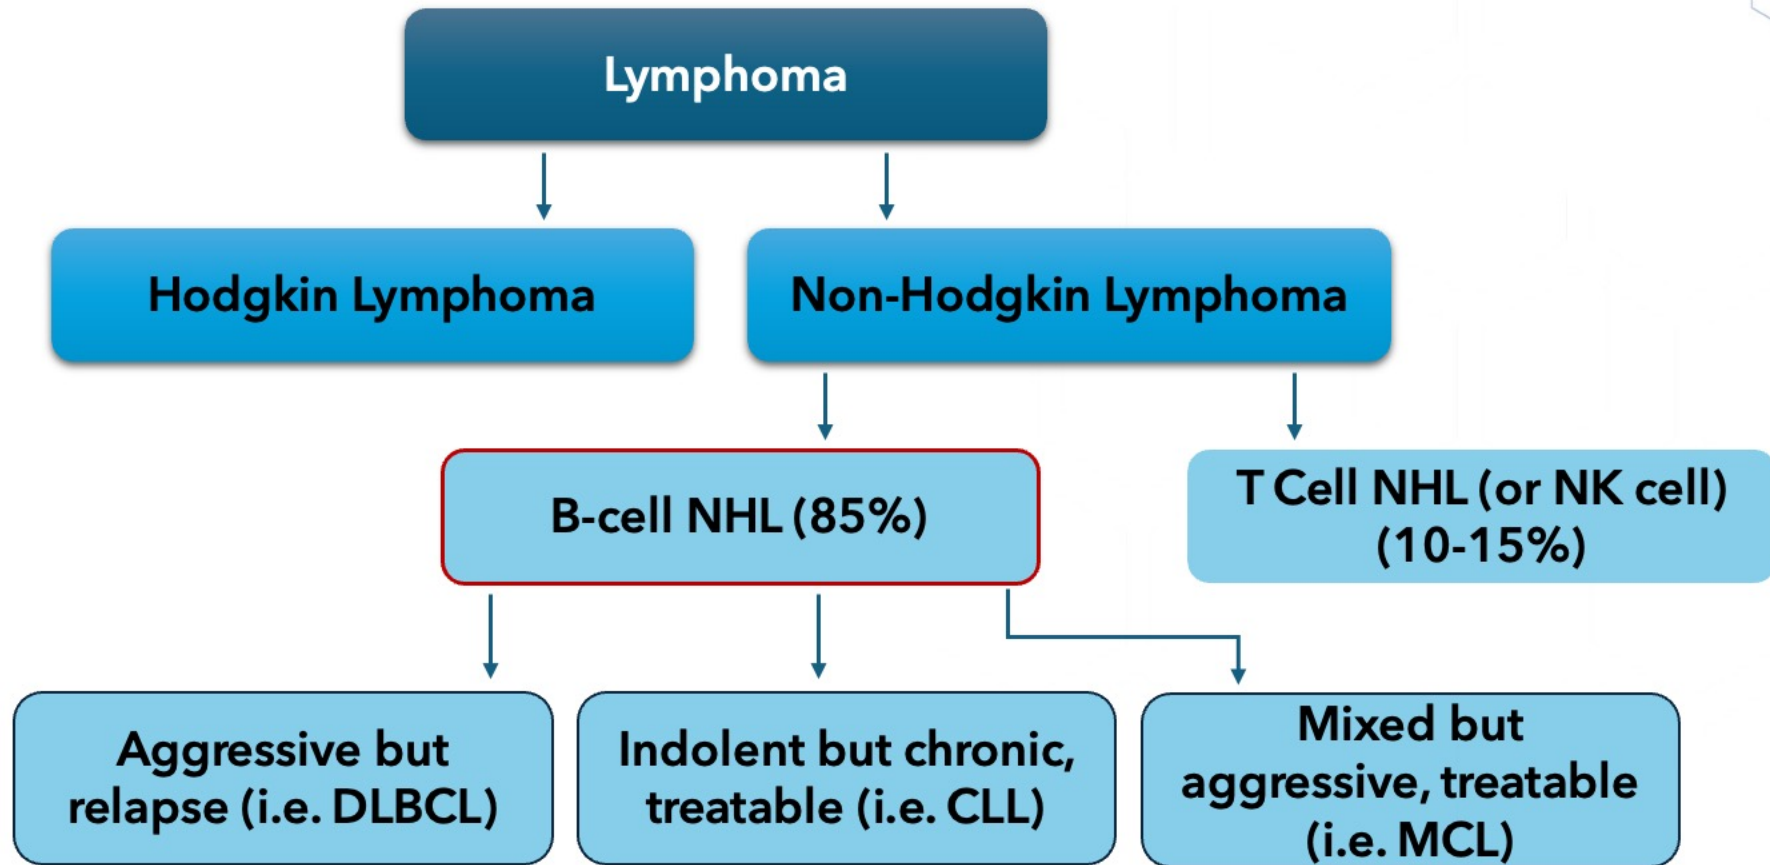 Lymphoma
Hodgkin Lymphoma
Non-Hodgkin Lymphoma
B-cell NHL (85%)
T Cell NHL (or NK cell)
(10-15%)
Aggressive but
relapse (i.e. DLBCL)
Indolent but chronic,
treatable (i.e. CLL)
Mixed but
aggressive, treatable
(i.e. MCL)